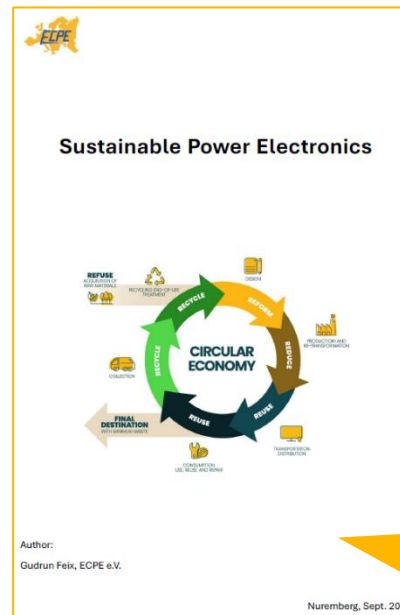 ECPE
Sustainable Power Electronics
REFUSE
ACQUISITION OF
RAW MATERIALS
RECYCLING END-OF-LIFE
TREATMENT
DESIGN
RECYCLE
REFORM
REDUCE
PRODUCTION AND
RE-TRANSFORMATION
CIRCULAR
ECONOMY
COLLECTION
RECYCLE
REUSE
REUSE
FINAL
DESTINATION
WITH MINIMUM WASTE
TRANSPORTATION
DISTRIBUTION
CONSUMPTION
USE, REUSE AND REPAIR
Author:
Gudrun Feix, ECPE e.V.
Nuremberg, Sept. 20